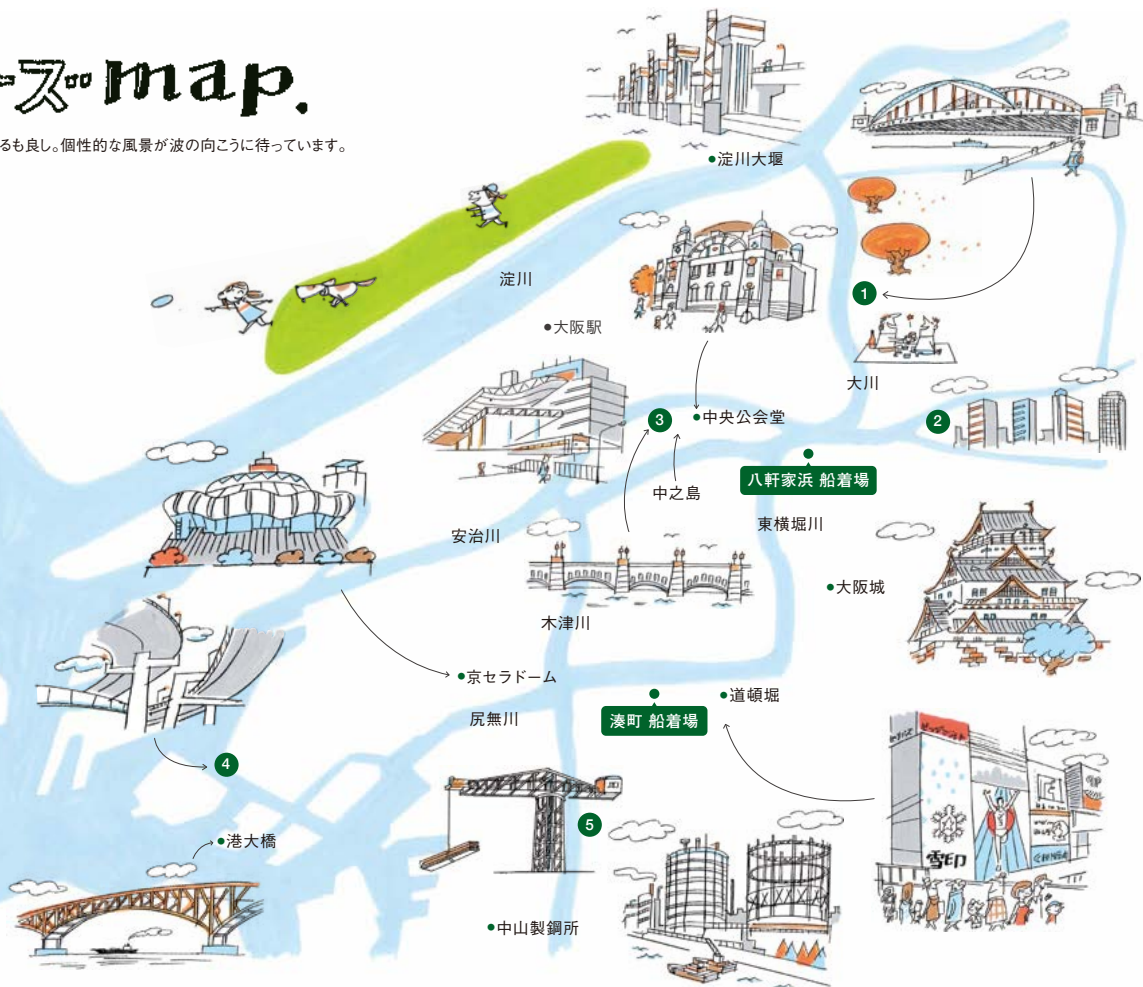 ーズ map.
るも良し。個性的な風景が波の向こうに待っています。
淀川大堰
淀川
大阪駅
1
大川
3
中央公会堂
2
八軒家浜 船着場
中之島
東横堀川
安治川
大阪城
木津川
京セラドーム
尻無川
湊町 船着場
道頓堀
4
5
港大橋
雪印
中山製鋼所